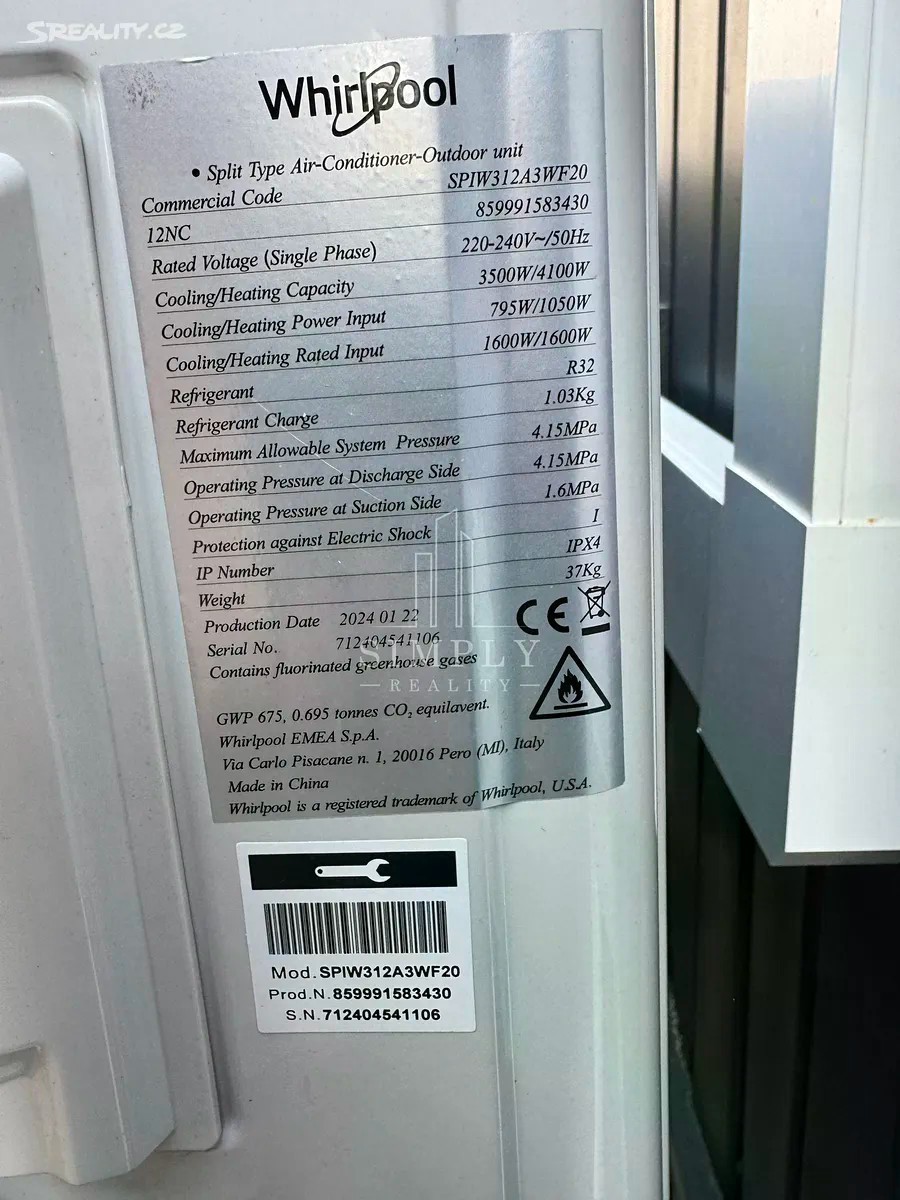 SREALITY.CZ
Whirlpool
• Split Type Air-Conditioner-Outdoor unit
Commercial Code SPIW312A3WF20
12NC 859991583430
Rated Voltage (Single Phase) 220-240V~/50Hz
Cooling/Heating Capacity 3500W/4100W
Cooling/Heating Power Input 795W/1050W
Cooling/Heating Rated Input 1600W/1600W
Refrigerant R32
Refrigerant Charge 1.03Kg
Maximum Allowable System Pressure 4.15MPa
Operating Pressure at Discharge Side 4.15MPa
Operating Pressure at Suction Side 1.6MPa
Protection against Electric Shock I
IP Number IPX4
Weight 37Kg
Production Date 2024 01 22
Serial No. 712404541106
Contains fluorinated greenhouse gases
CE
SIMPLY
REALITY
GWP 675, 0.695 tonnes CO₂ equilavent.
Whirlpool EMEA S.p.A.
Via Carlo Pisacane n. 1, 20016 Pero (MI), Italy
Made in China
Whirlpool is a registered trademark of Whirlpool, U.S.A.
Mod. SPIW312A3WF20
Prod.N. 859991583430
S.N. 712404541106